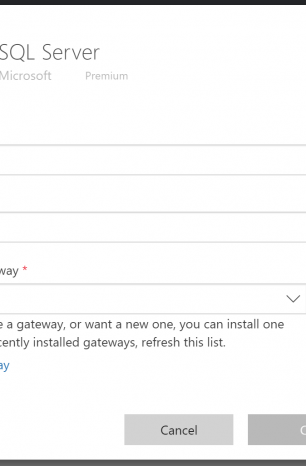 SQL Server
Microsoft Premium
way *
e a gateway, or want a new one, you can install one
cently installed gateways, refresh this list.
ay
Cancel C